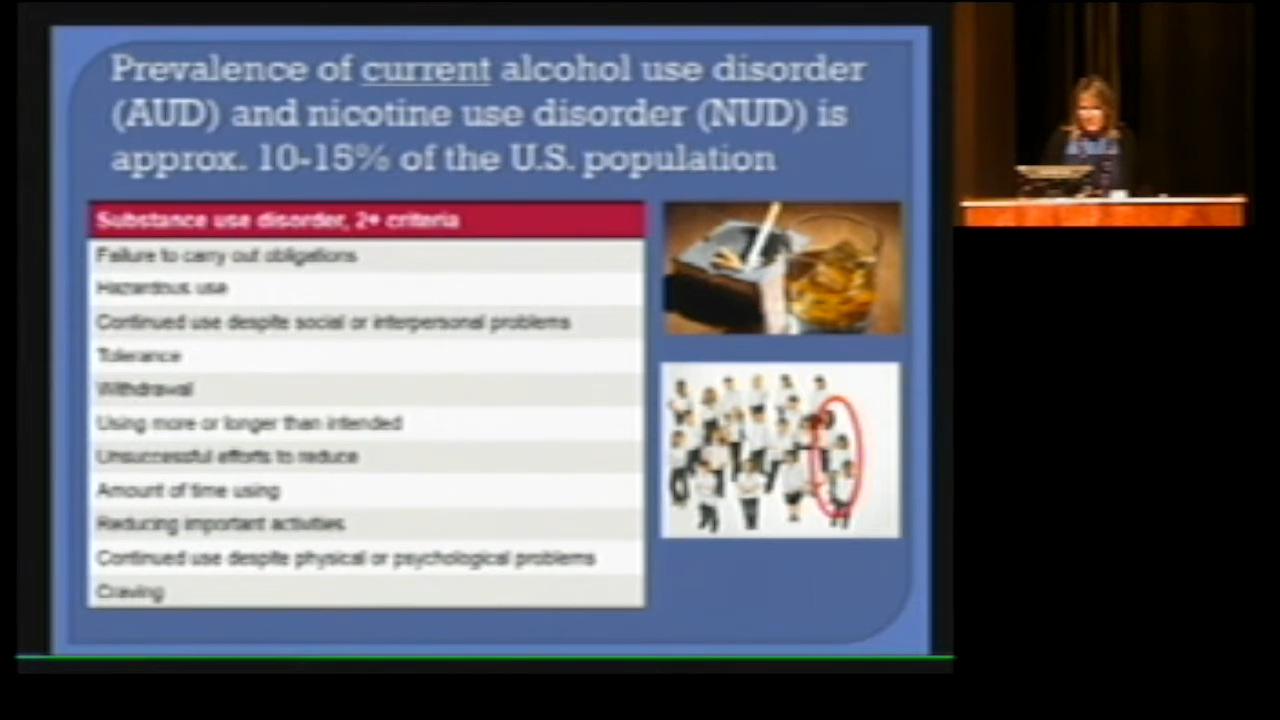 Prevalence of current alcohol use disorder
(AUD) and nicotine use disorder (NUD) is
approx. 10-15% of the U.S. population
Substance use disorder, 2+ criteria
Failure to carry out obligations
Hazardous use
Continued use despite social or interpersonal problems
Tolerance
Withdrawal
Using more or longer than intended
Unsuccessful efforts to reduce
Amount of time using
Reducing important activities
Continued use despite physical or psychological problems
Craving